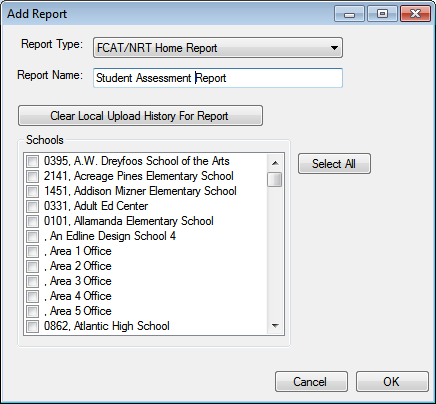 Add Report
Report Type: FCAT/NRT Home Report
Report Name: Student Assessment Report
Clear Local Upload History For Report
Schools
0395, A.W. Dreyfoos School of the Arts
2141, Acreage Pines Elementary School
1451, Addison Mizner Elementary School
0331, Adult Ed Center
0101, Allamanda Elementary School
, An Edline Design School 4
, Area 1 Office
, Area 2 Office
, Area 3 Office
, Area 4 Office
, Area 5 Office
0862, Atlantic High School
Select All
Cancel OK